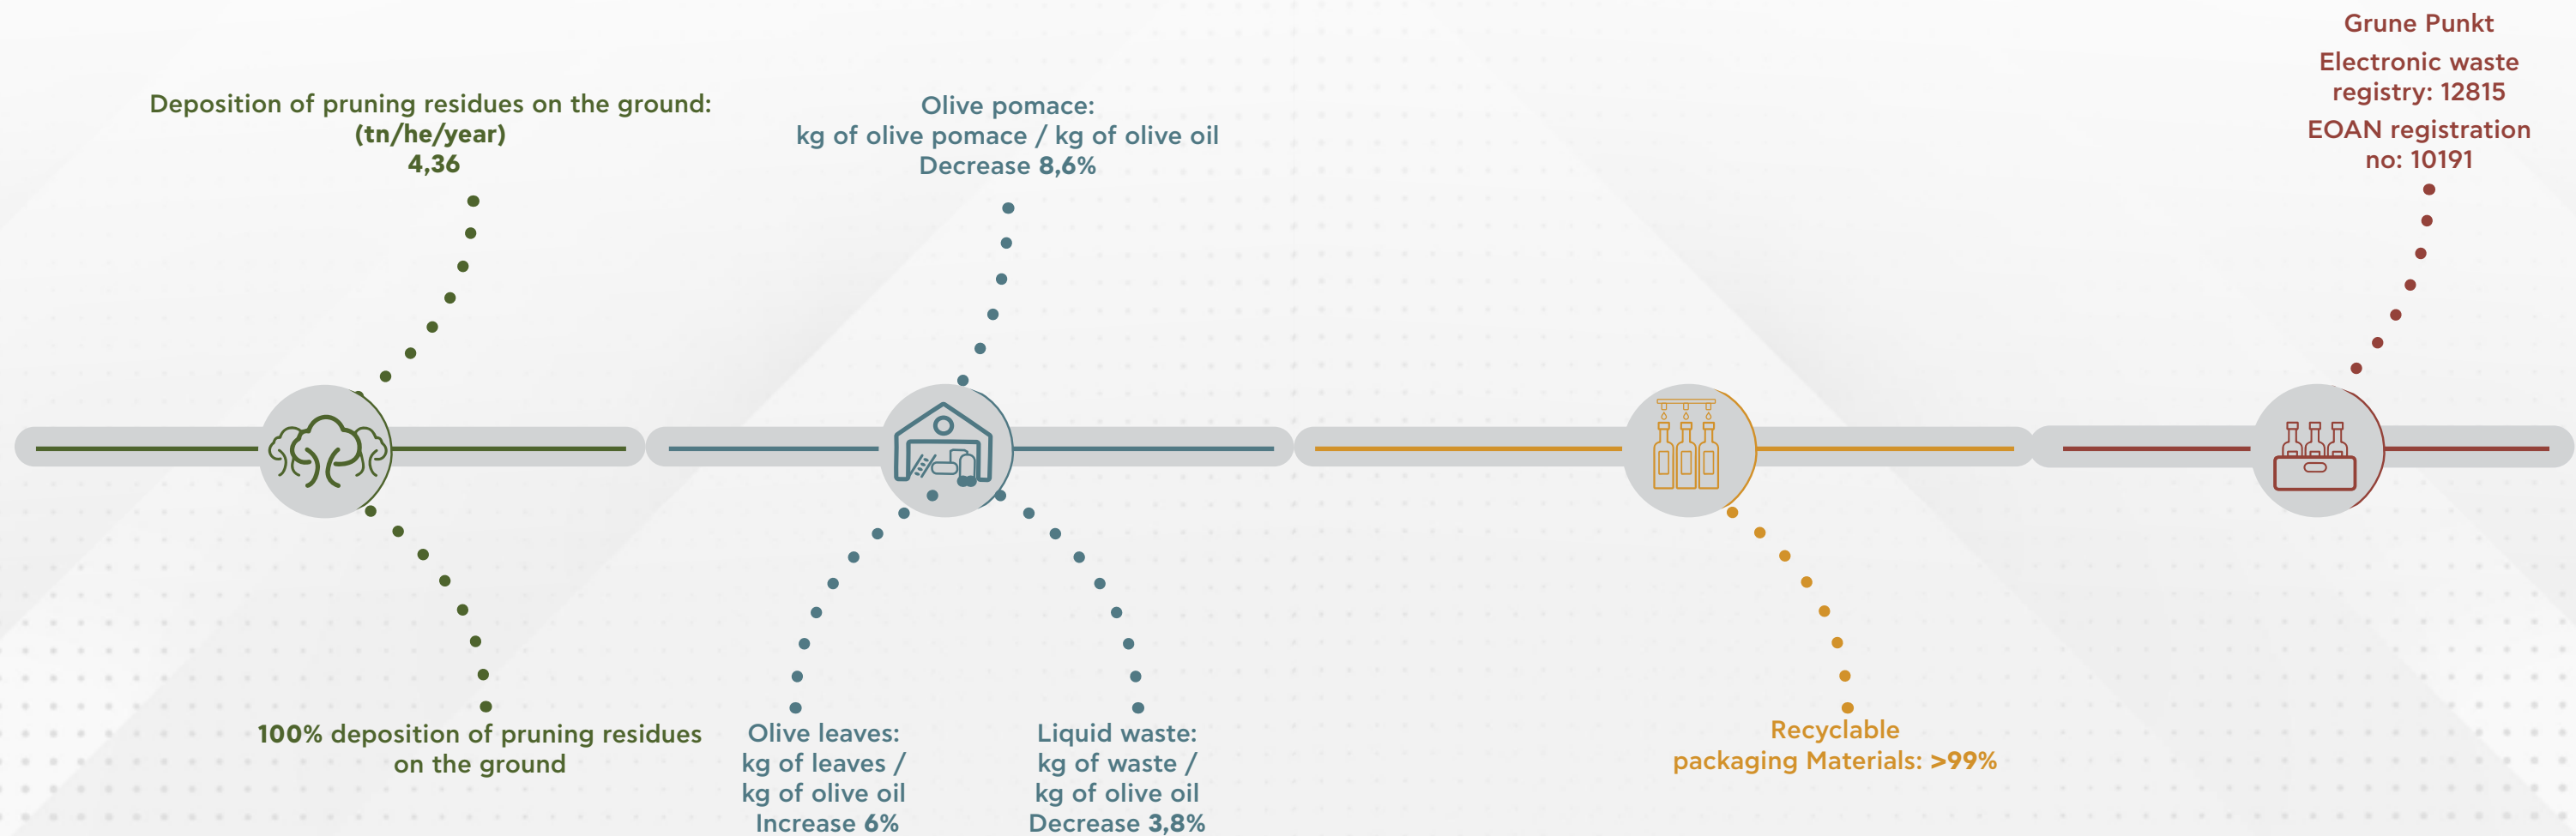 Deposition of pruning residues on the ground:
(tn/he/year)
4,36
100% deposition of pruning residues
on the ground
Olive pomace:
kg of olive pomace / kg of olive oil
Decrease 8,6%
Olive leaves:
kg of leaves /
kg of olive oil
Increase 6%
Liquid waste:
kg of waste /
kg of olive oil
Decrease 3,8%
Recyclable
packaging Materials: >99%
Grune Punkt
Electronic waste
registry: 12815
EOAN registration
no: 10191